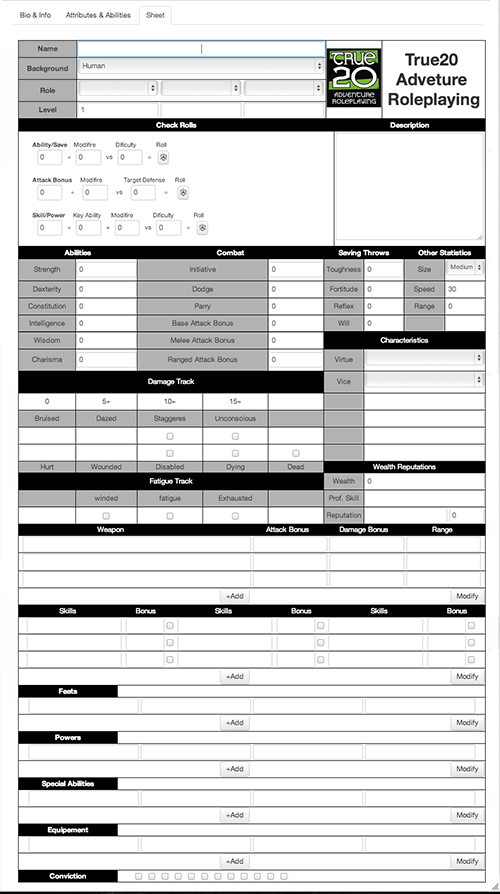 Bio & Info Attributes & Abilities Sheet
Name
Background Human
Role
Level 1
TRUE 20 ADVENTURE ROLEPLAYING
True20
Adveture
Roleplaying
Check Rolls Description
Ability/Save Modifire Dificulty Roll
0 + 0 vs 0 =
Attack Bonus Modifire Target Defense Roll
0 + 0 vs 0 =
Skill/Power Key Ability Modifire Dificulty Roll
0 + 0 + 0 vs 0 =
Abilities Combat Saving Throws Other Statistics
Strength 0 Initiative 0 Toughness 0 Size Medium
Dexterity 0 Dodge 0 Fortitude 0 Speed 30
Constitution 0 Parry 0 Reflex 0 Range 0
Intelligence 0 Base Attack Bonus 0 Will 0
Wisdom 0 Melee Attack Bonus 0 Characteristics
Charisma 0 Ranged Attack Bonus 0 Virtue
Damage Track Vice
0 5+ 10+ 15+
Bruised Dazed Staggeres Unconscious
Hurt Wounded Disabled Dying Dead Wealth Reputations
Fatigue Track Wealth 0
winded fatigue Exhausted Prof. Skill
Reputation 0
Weapon Attack Bonus Damage Bonus Range
+Add Modify
Skills Bonus Skills Bonus Skills Bonus
+Add Modify
Feats
+Add Modify
Powers
+Add Modify
Special Abilities
+Add Modify
Equipement
+Add Modify
Conviction